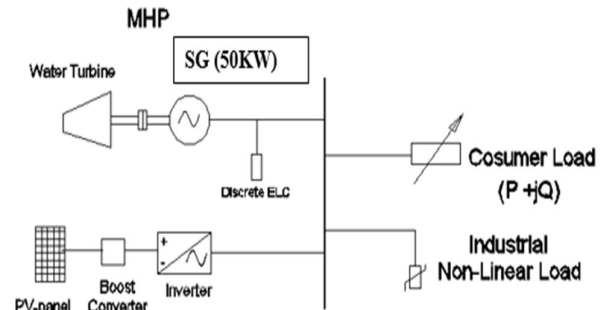 MHP
SG (50KW)
Water Turbine
Discrete ELC
Cosumer Load
(P +jQ)
Industrial
Non-Linear Load
PV-panel
Boost
Converter
Inverter
+
-